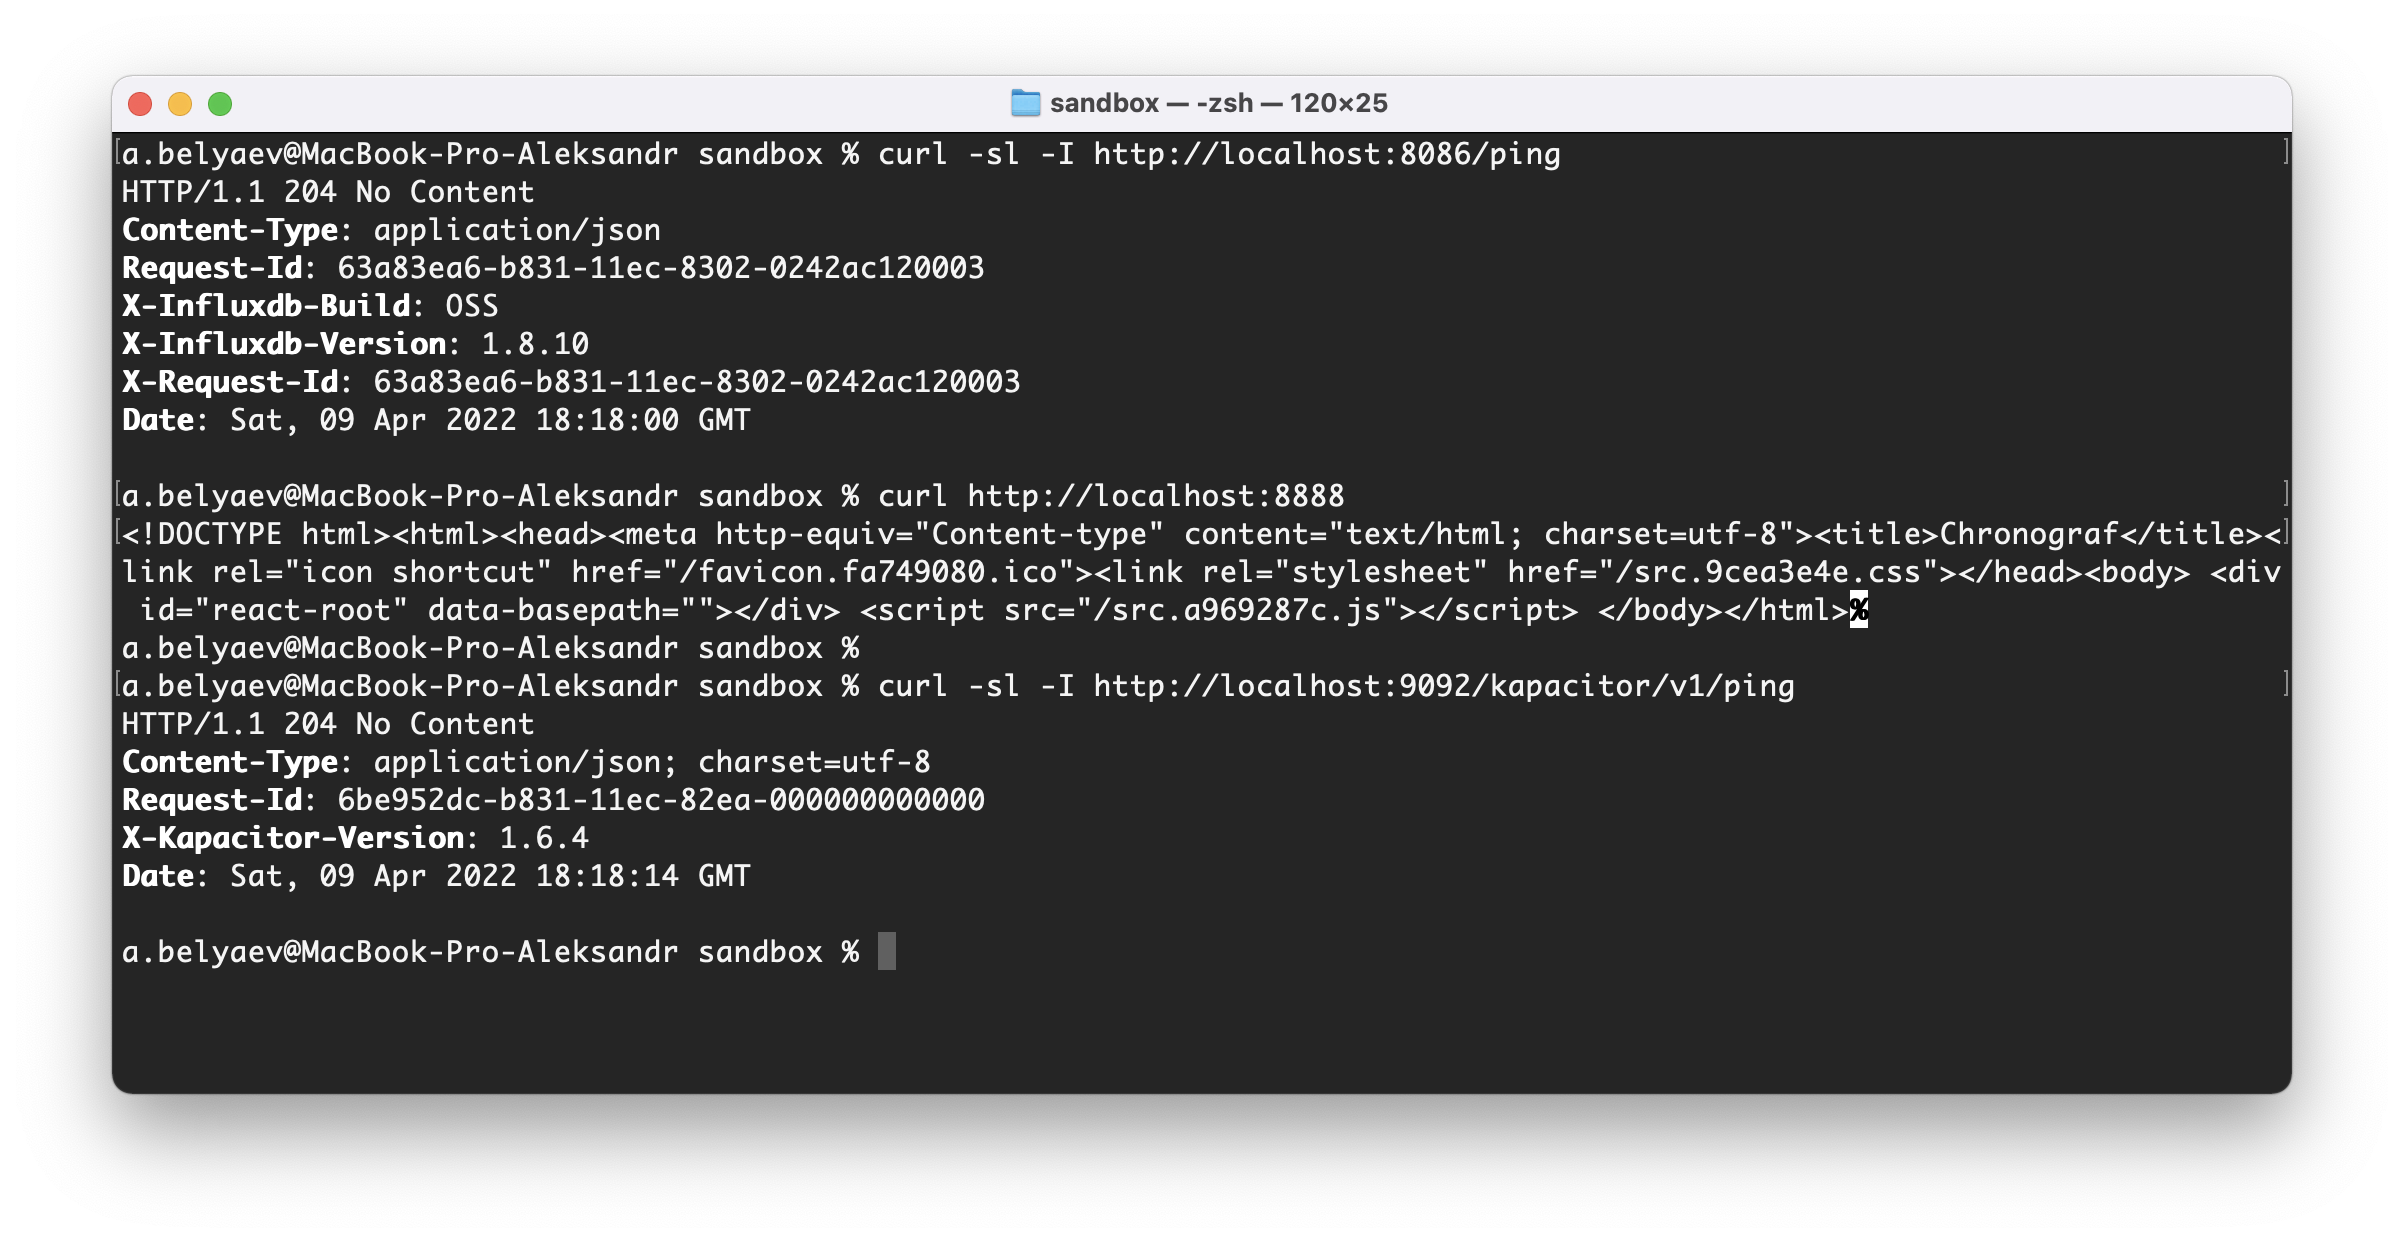 sandbox — -zsh — 120×25
a.belyaev@MacBook-Pro-Aleksandr sandbox % curl -sl -I http://localhost:8086/ping
HTTP/1.1 204 No Content
Content-Type: application/json
Request-Id: 63a83ea6-b831-11ec-8302-0242ac120003
X-Influxdb-Build: OSS
X-Influxdb-Version: 1.8.10
X-Request-Id: 63a83ea6-b831-11ec-8302-0242ac120003
Date: Sat, 09 Apr 2022 18:18:00 GMT
a.belyaev@MacBook-Pro-Aleksandr sandbox % curl http://localhost:8888
<!DOCTYPE html><html><head><meta http-equiv="Content-type" content="text/html; charset=utf-8"><title>Chronograf</title><
link rel="icon shortcut" href="/favicon.fa749080.ico"><link rel="stylesheet" href="/src.9cea3e4e.css"></head><body> <div
 id="react-root" data-basepath=""></div> <script src="/src.a969287c.js"></script> </body></html>%
a.belyaev@MacBook-Pro-Aleksandr sandbox %
a.belyaev@MacBook-Pro-Aleksandr sandbox % curl -sl -I http://localhost:9092/kapacitor/v1/ping
HTTP/1.1 204 No Content
Content-Type: application/json; charset=utf-8
Request-Id: 6be952dc-b831-11ec-82ea-000000000000
X-Kapacitor-Version: 1.6.4
Date: Sat, 09 Apr 2022 18:18:14 GMT
a.belyaev@MacBook-Pro-Aleksandr sandbox %